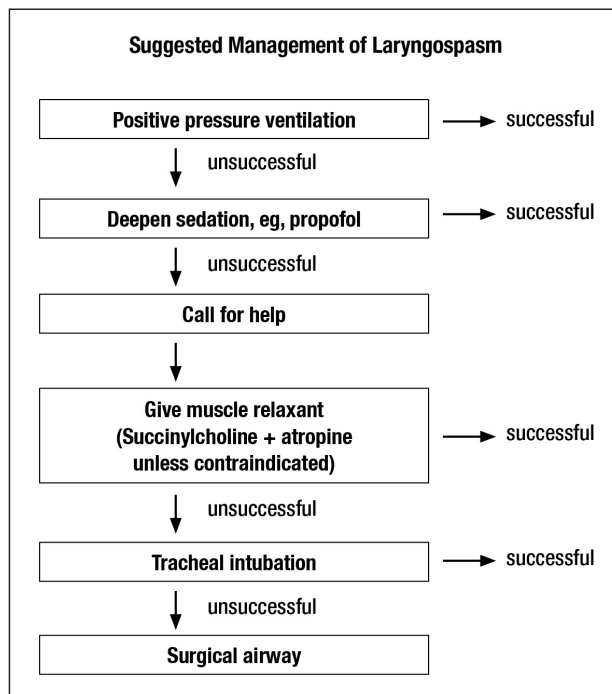 Suggested Management of Laryngospasm
Positive pressure ventilation
successful
unsuccessful
Deepen sedation, eg, propofol
successful
unsuccessful
Call for help
Give muscle relaxant
(Succinylcholine + atropine
unless contraindicated)
successful
unsuccessful
Tracheal intubation
successful
unsuccessful
Surgical airway